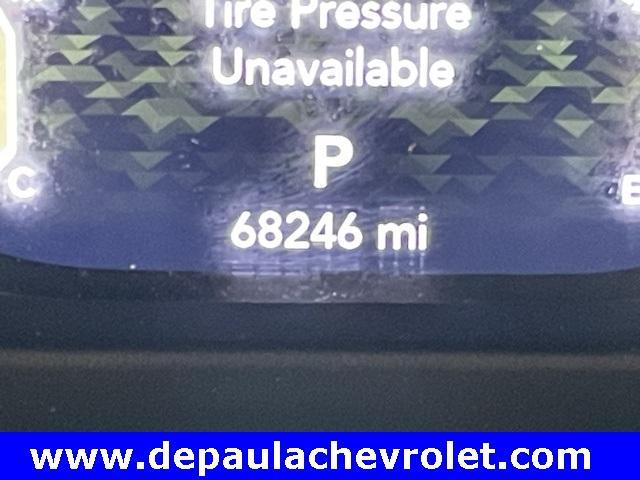 Tire Pressure
Unavailable
P
C
E
68246 mi
www.depaulachevrolet.com